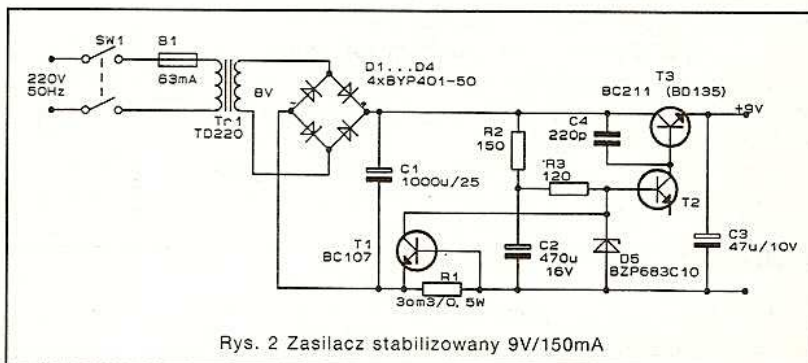 SW1
B1
220V
50Hz
63mA
Tr1
TD220
8V
D1...D4
4xBYP401-50
C1
1000u/25
R2
150
R3
120
C4
220p
T3
BC211 (BD135)
+9V
T2
T1
BC107
R1
3om3/0.5W
C2
470u
16V
D5
BZP683C10
C3
47u/10V
Rys. 2 Zasilacz stabilizowany 9V/150mA